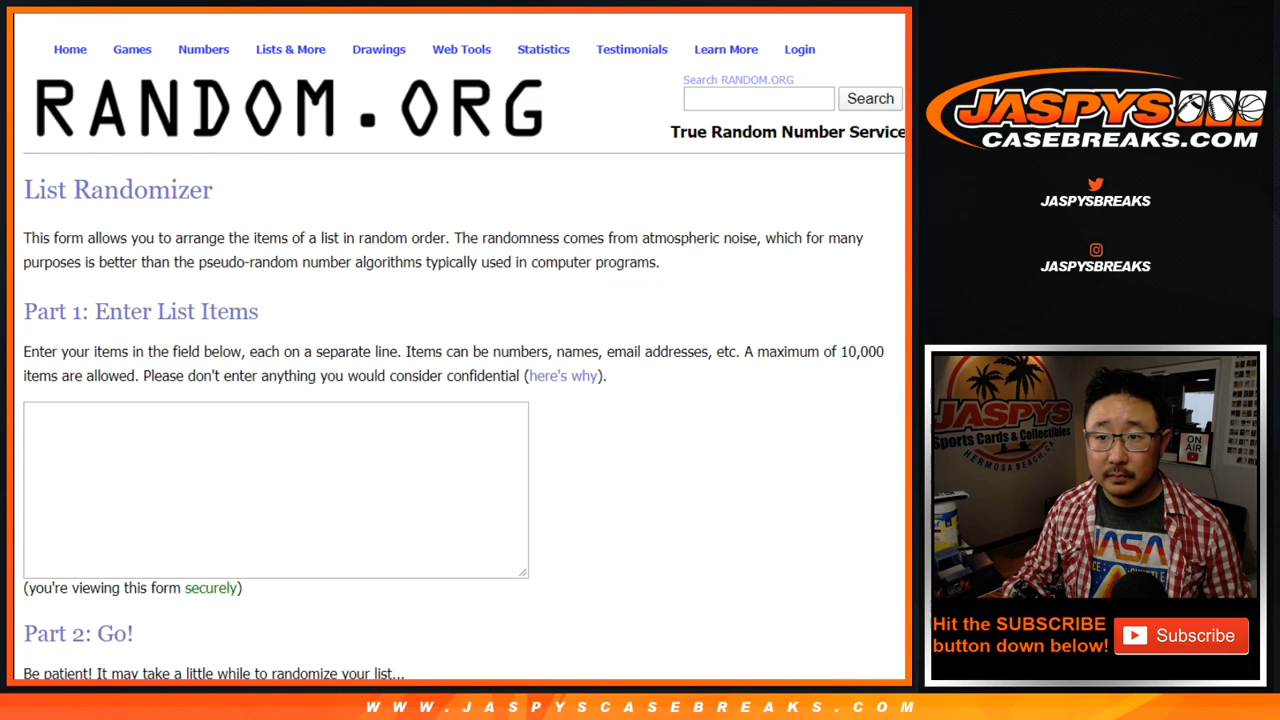 Home Games Numbers Lists & More Drawings Web Tools Statistics Testimonials Learn More Login
RANDOM.ORG
Search RANDOM.ORG
Search
True Random Number Service
List Randomizer
This form allows you to arrange the items of a list in random order. The randomness comes from atmospheric noise, which for many
purposes is better than the pseudo-random number algorithms typically used in computer programs.
Part 1: Enter List Items
Enter your items in the field below, each on a separate line. Items can be numbers, names, email addresses, etc. A maximum of 10,000
items are allowed. Please don't enter anything you would consider confidential (here's why).
(you're viewing this form securely)
Part 2: Go!
Be patient! It may take a little while to randomize your list...
JASPYS
CASEBREAKS.COM
JASPYSBREAKS
JASPYSBREAKS
JASPYS
Sports Cards & Collectibles
HERMOSA BEACH, CA
ON
AIR
NASA
Hit the SUBSCRIBE
button down below!
Subscribe
WWW.JASPYSCASEBREAKS.COM